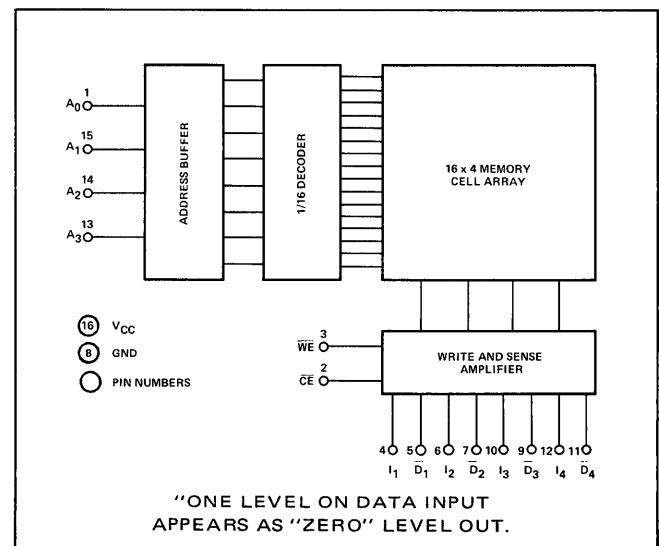 1
A0
15
A1
14
A2
13
A3
ADDRESS BUFFER
1/16 DECODER
16 x 4 MEMORY
CELL ARRAY
16 VCC
8 GND
PIN NUMBERS
3
WE
2
CE
WRITE AND SENSE
AMPLIFIER
4 5 6 7 10 9 12 11
I1 D1 I2 D2 I3 D3 I4 D4
"ONE LEVEL ON DATA INPUT
APPEARS AS "ZERO" LEVEL OUT.